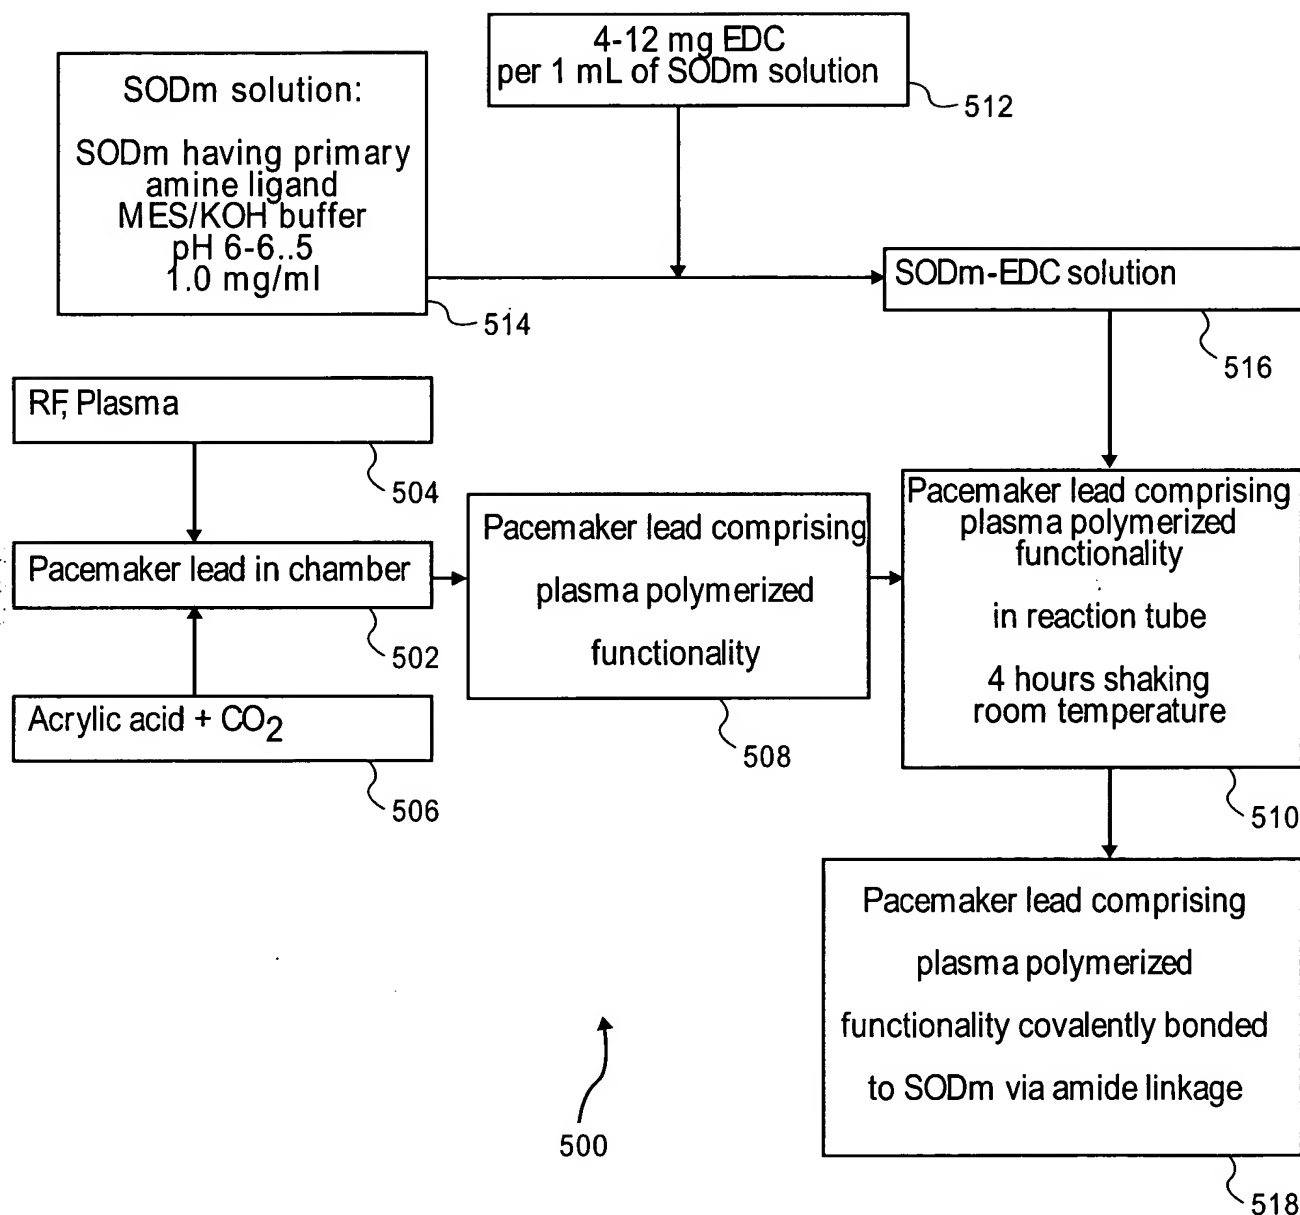 4-12 mg EDC
per 1 mL of SODm solution
512
SODm solution:
SODm having primary
amine ligand
MES/KOH buffer
pH 6-6..5
1.0 mg/ml
514
SODm-EDC solution
516
RF, Plasma
504
Pacemaker lead in chamber
502
Acrylic acid + CO2
506
Pacemaker lead comprising
plasma polymerized
functionality
508
Pacemaker lead comprising
plasma polymerized
functionality
in reaction tube
4 hours shaking
room temperature
510
Pacemaker lead comprising
plasma polymerized
functionality covalently bonded
to SODm via amide linkage
518
500